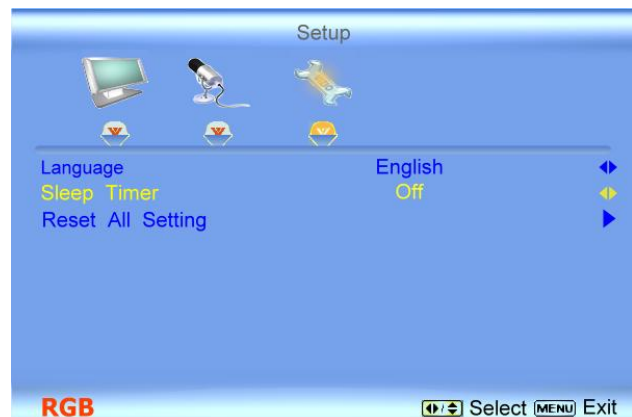 Setup
Language English
Sleep Timer Off
Reset All Setting
RGB Select MENU Exit